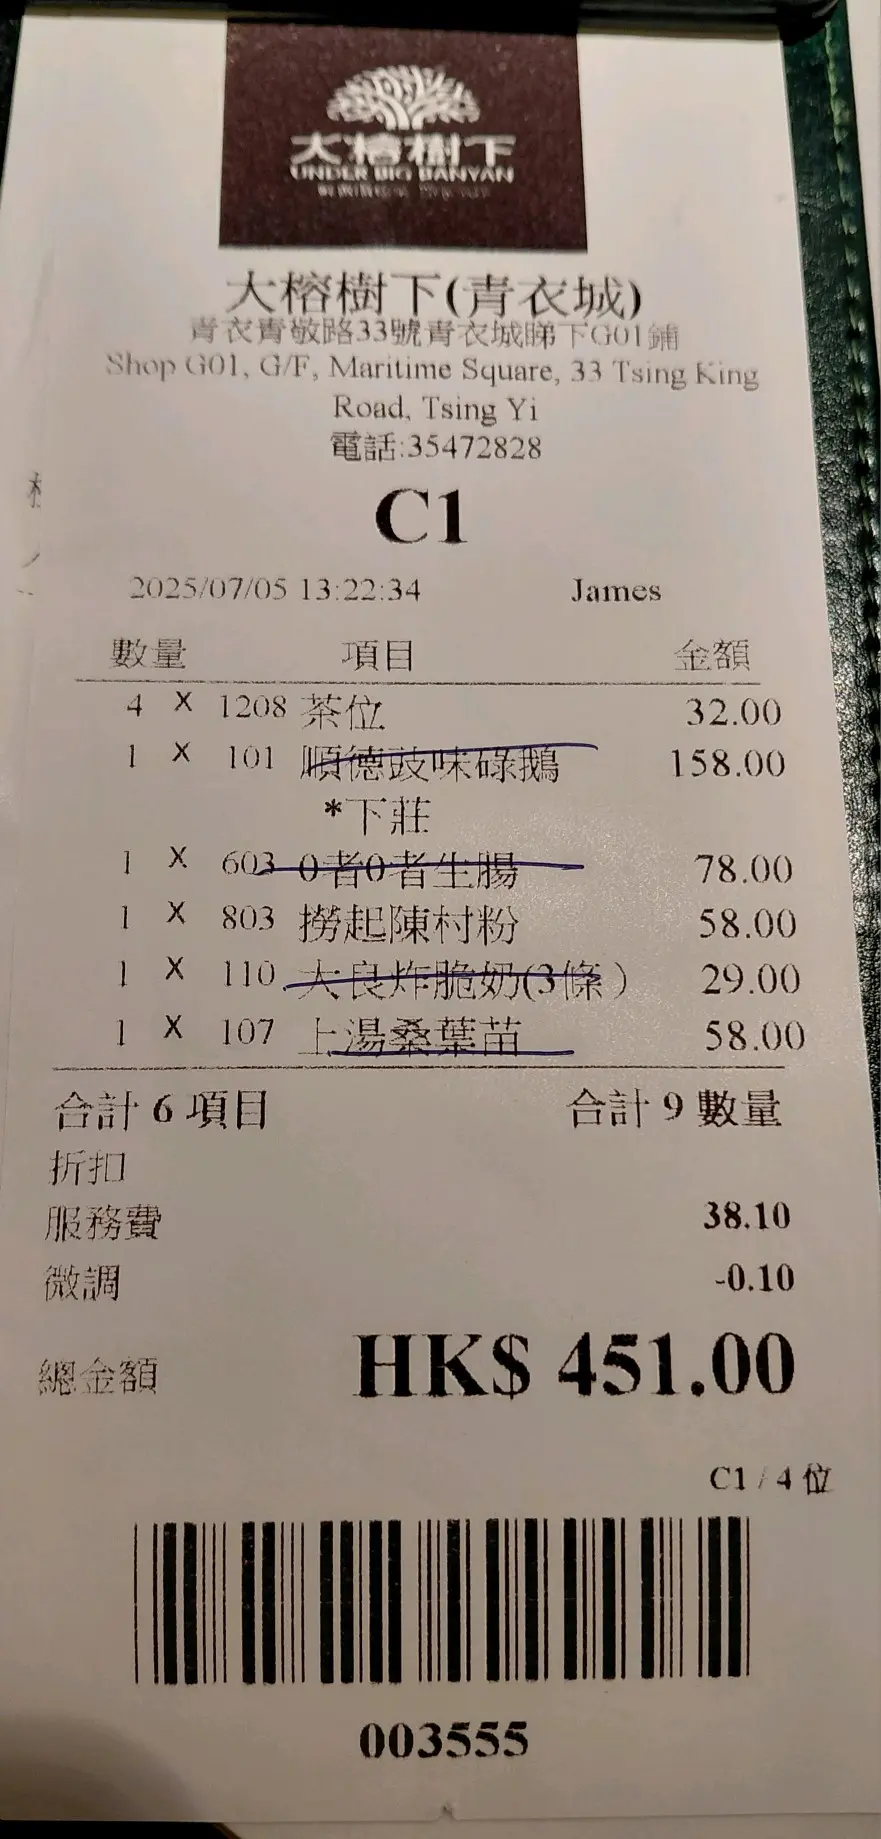 大榕樹下
UNDER BIG BANYAN
大榕樹下(青衣城)
青衣青敬路33號青衣城睇下G01鋪
Shop G01, G/F, Maritime Square, 33 Tsing King
Road, Tsing Yi
電話:35472828
C1
2025/07/05 13:22:34 James
數量 項目 金額
4 X 1208 茶位 32.00
1 X 101 順德豉味碌鵝 158.00
*下莊
1 X 603 0者0者生腸 78.00
1 X 803 撈起陳村粉 58.00
1 X 110 大良炸脆奶(3條) 29.00
1 X 107 上湯桑葉苗 58.00
合計 6 項目 合計 9 數量
折扣
服務費 38.10
微調 -0.10
總金額 HK$ 451.00
C1 / 4 位
003555